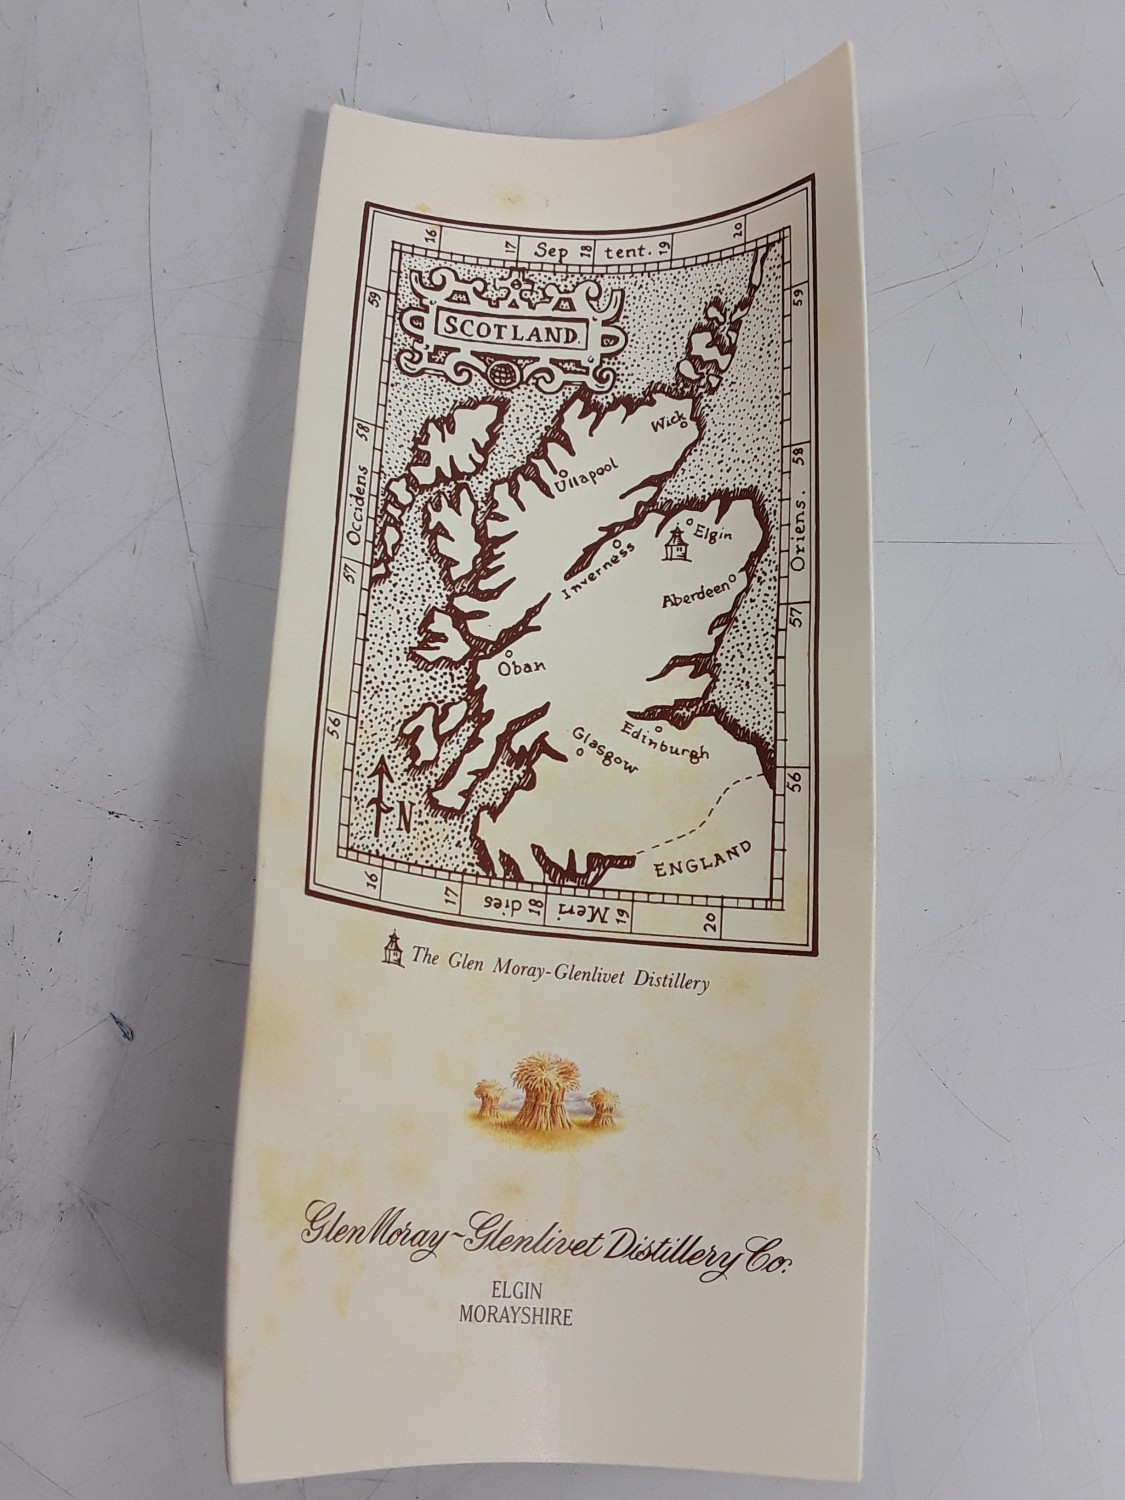 16 17 Sep 18 tent. 19 20
SCOTLAND.
59
59
58
58
Wick
Ullapool
Occidens
Oriens.
Elgin
Inverness
57
Aberdeen
57
Oban
56
Glasgow
Edinburgh
56
N
ENGLAND
16 17 dies 18 Meri 19 20
The Glen Moray-Glenlivet Distillery
Glen Moray~Glenlivet Distillery Co.
ELGIN
MORAYSHIRE